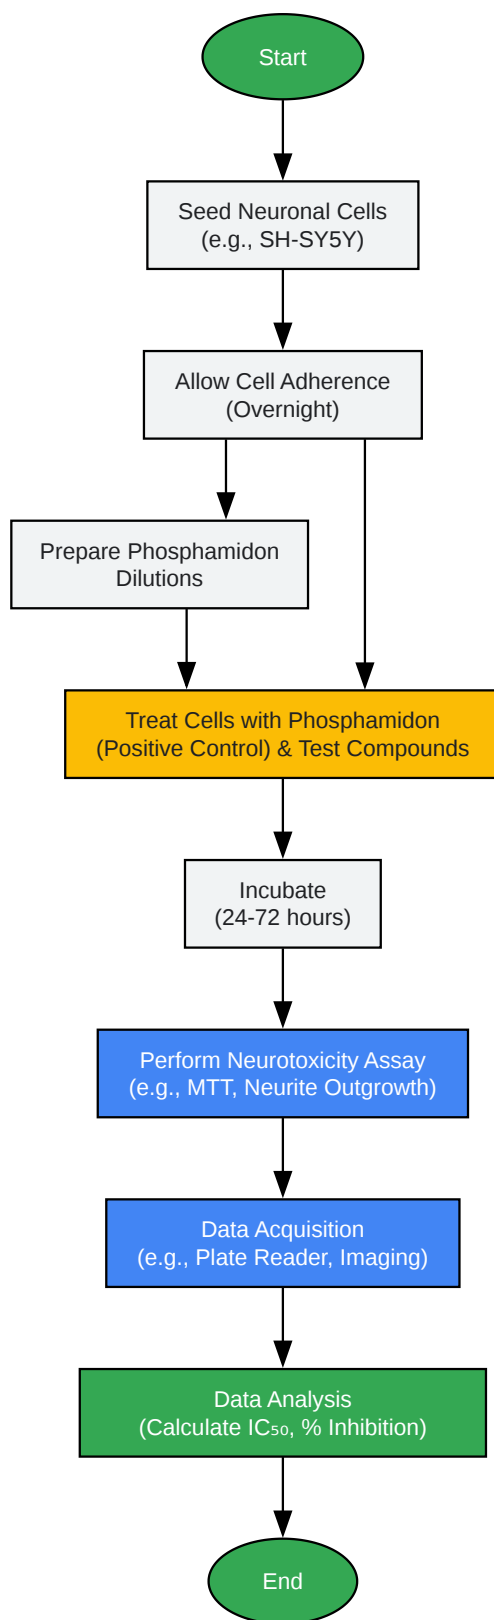 Start
Seed Neuronal Cells
(e.g., SH-SY5Y)
Allow Cell Adherence
(Overnight)
Prepare Phosphamidon
Dilutions
Treat Cells with Phosphamidon
(Positive Control) & Test Compounds
Incubate
(24-72 hours)
Perform Neurotoxicity Assay
(e.g., MTT, Neurite Outgrowth)
Data Acquisition
(e.g., Plate Reader, Imaging)
Data Analysis
(Calculate IC₅₀, % Inhibition)
End